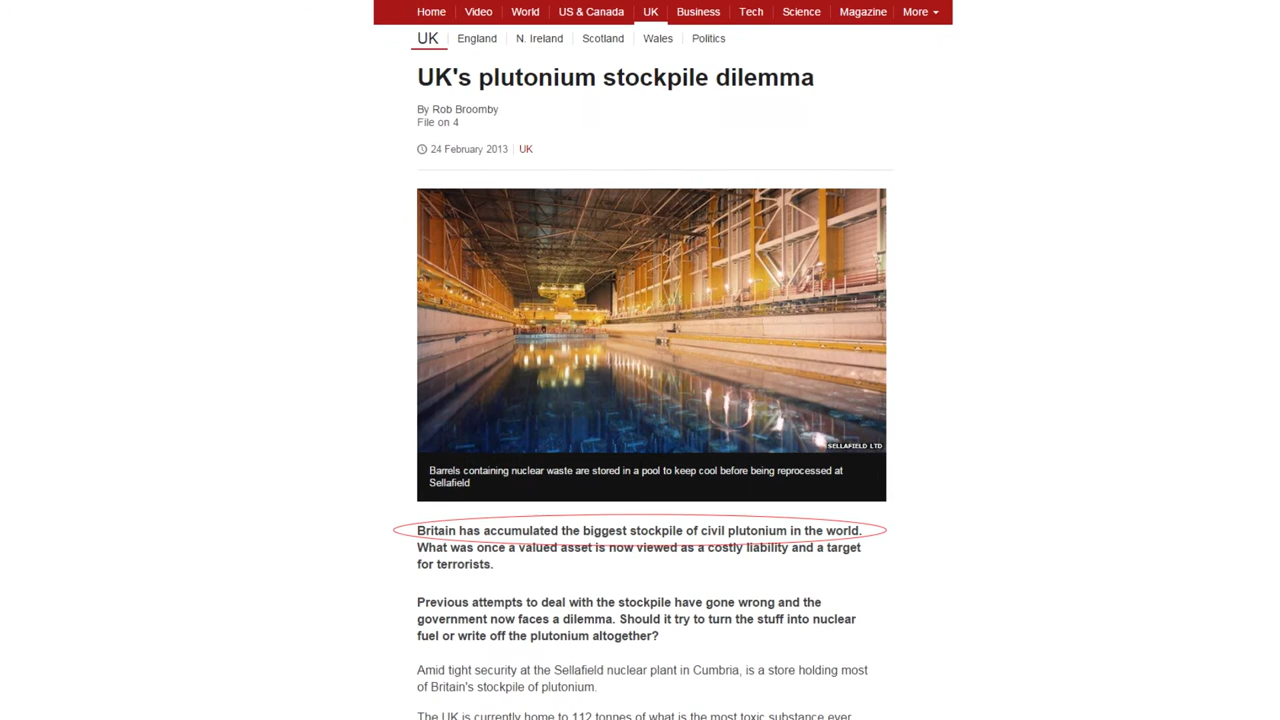 Home Video World US & Canada UK Business Tech Science Magazine More
UK England N. Ireland Scotland Wales Politics
UK's plutonium stockpile dilemma
By Rob Broomby
File on 4
24 February 2013 UK
SELLAFIELD LTD
Barrels containing nuclear waste are stored in a pool to keep cool before being reprocessed at
Sellafield
Britain has accumulated the biggest stockpile of civil plutonium in the world.
What was once a valued asset is now viewed as a costly liability and a target
for terrorists.
Previous attempts to deal with the stockpile have gone wrong and the
government now faces a dilemma. Should it try to turn the stuff into nuclear
fuel or write off the plutonium altogether?
Amid tight security at the Sellafield nuclear plant in Cumbria, is a store holding most
of Britain's stockpile of plutonium.
The UK is currently home to 112 tonnes of what is the most toxic substance ever